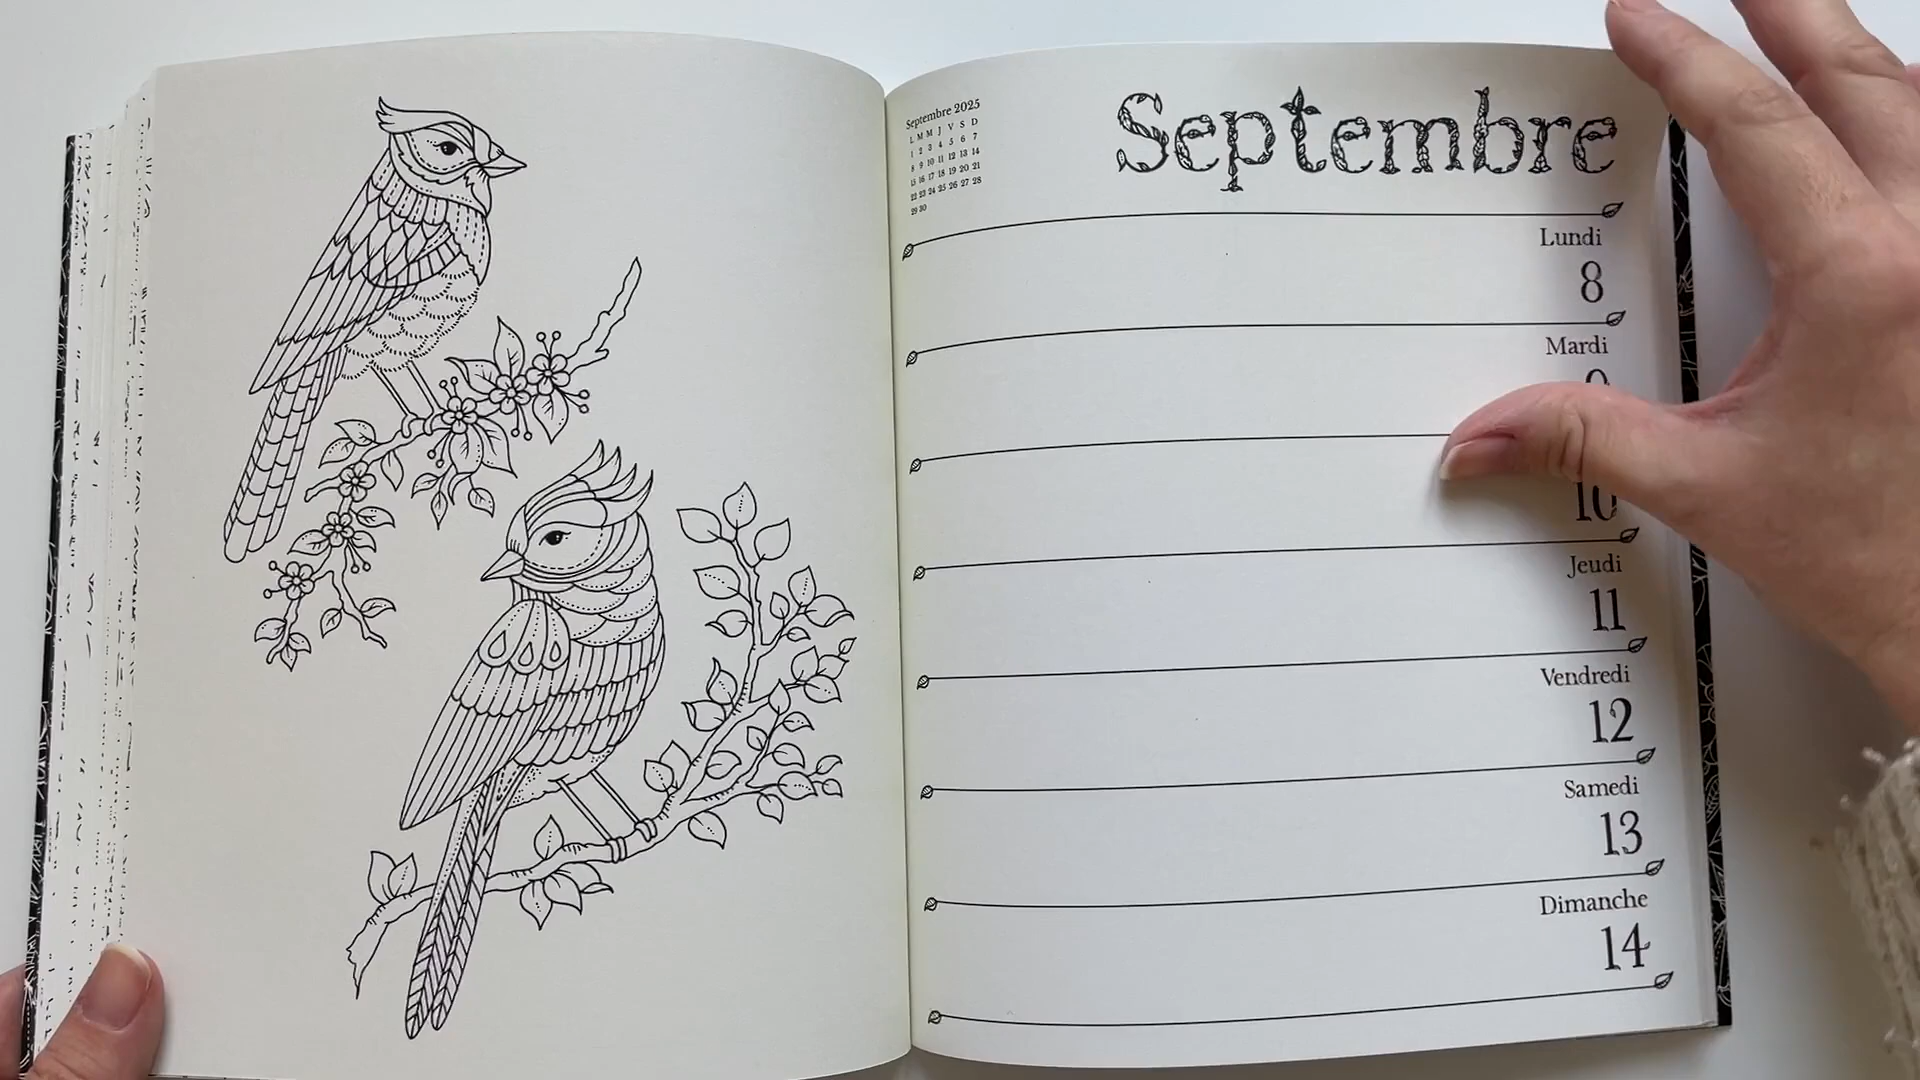 Septembre 2025
L M M J V S D
1 2 3 4 5 6 7
8 9 10 11 12 13 14
15 16 17 18 19 20 21
22 23 24 25 26 27 28
29 30
Septembre
Lundi
8
Mardi
9
10
Jeudi
11
Vendredi
12
Samedi
13
Dimanche
14